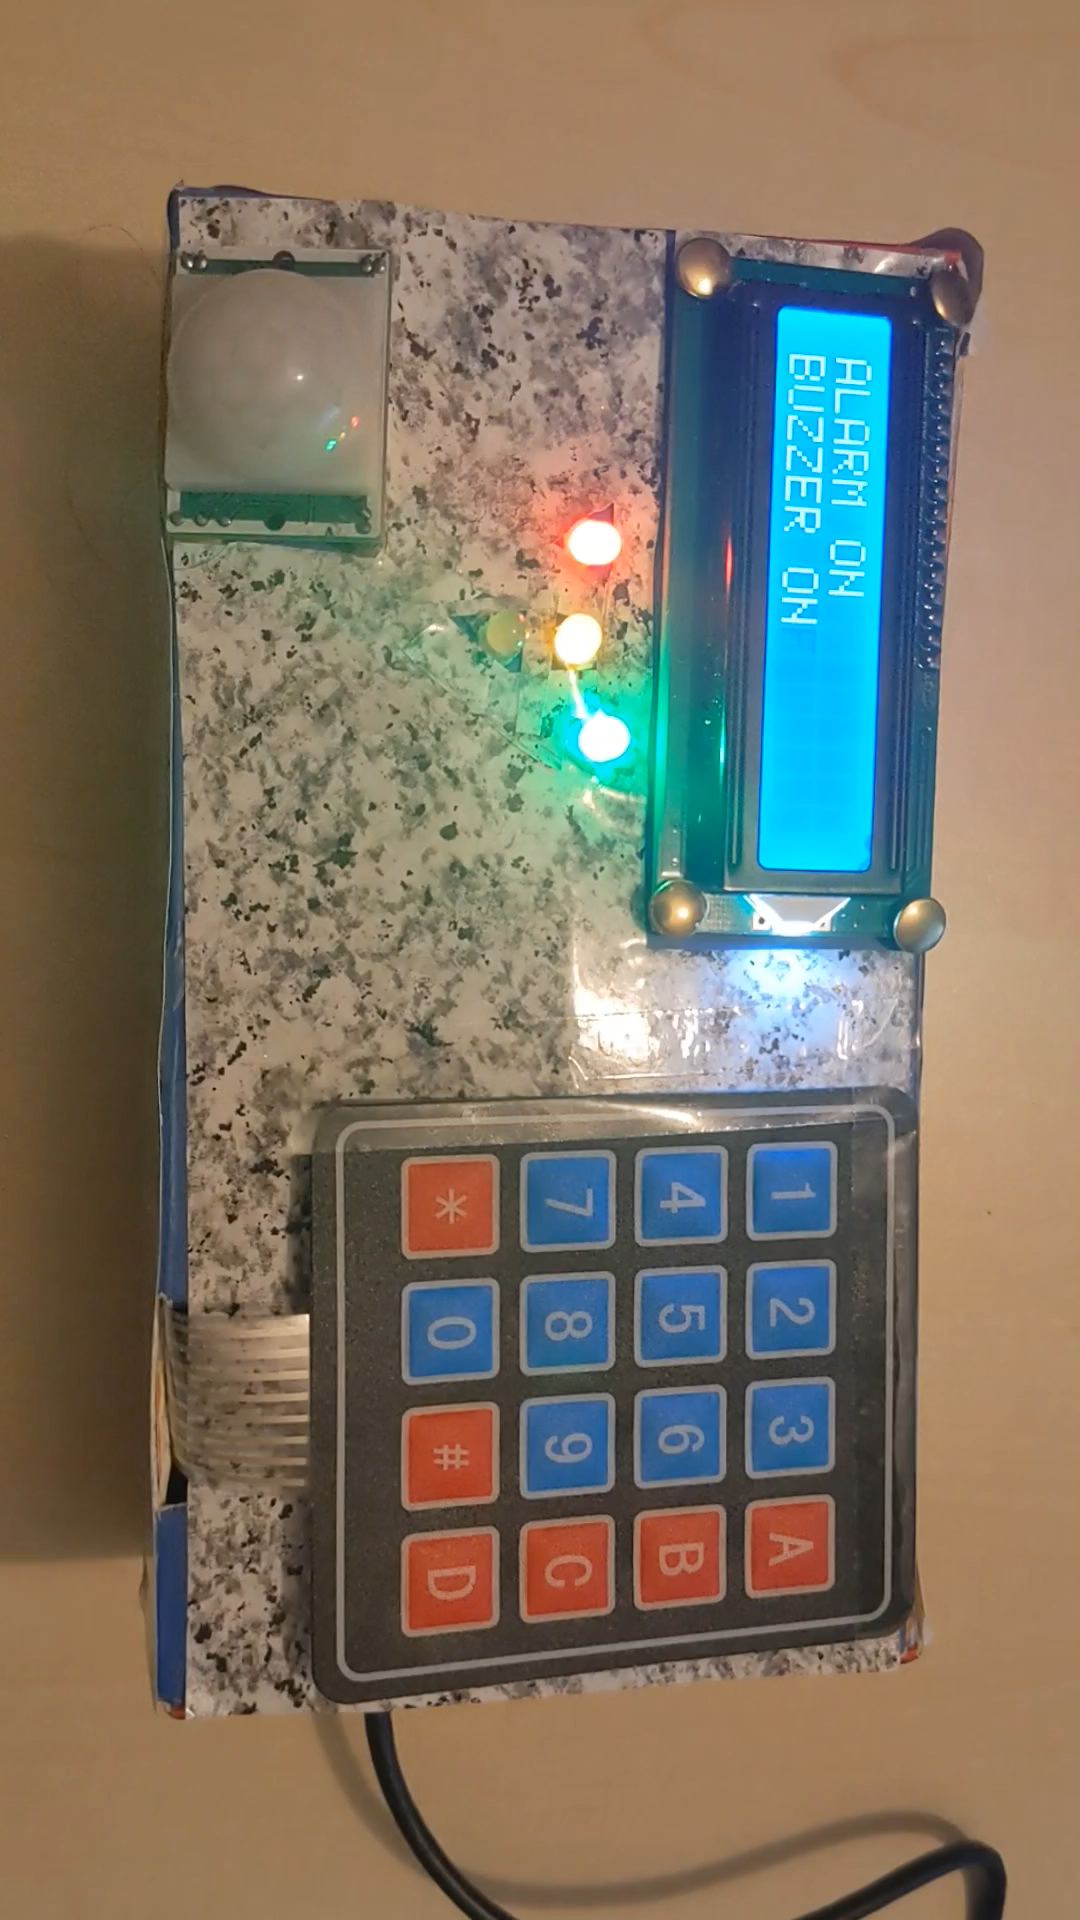 ALARM ON
BUZZER ON
1 2 3 A
4 5 6 B
7 8 9 C
* 0 # D